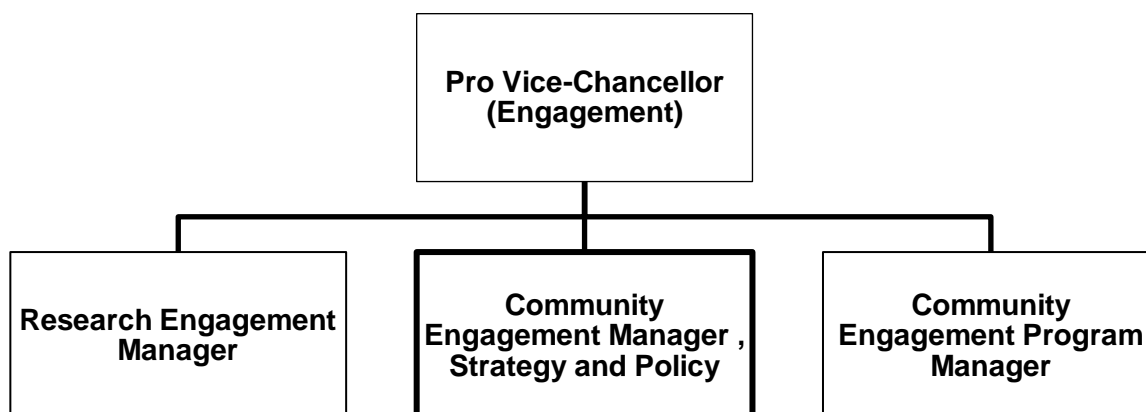 Pro Vice-Chancellor
(Engagement)
Research Engagement
Manager
Community
Engagement Manager ,
Strategy and Policy
Community
Engagement Program
Manager